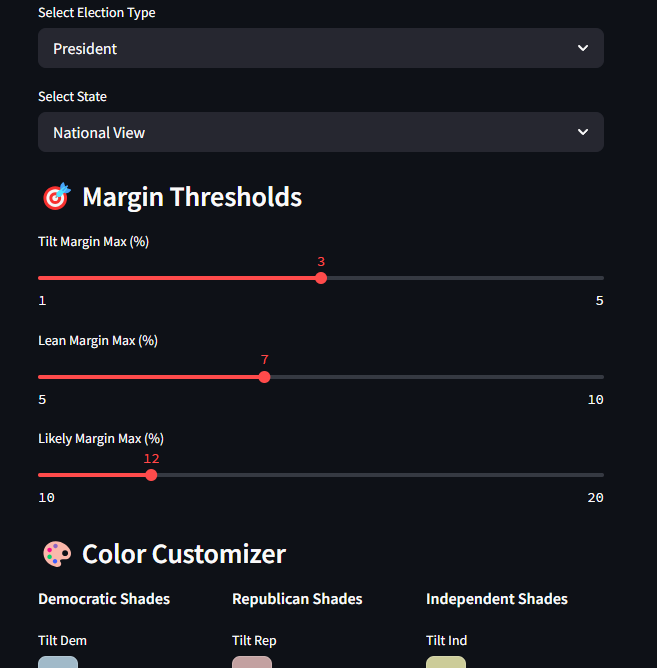 Select Election Type
President
Select State
National View
Margin Thresholds
Tilt Margin Max (%)
3
1 5
Lean Margin Max (%)
7
5 10
Likely Margin Max (%)
12
10 20
Color Customizer
Democratic Shades Republican Shades Independent Shades
Tilt Dem Tilt Rep Tilt Ind